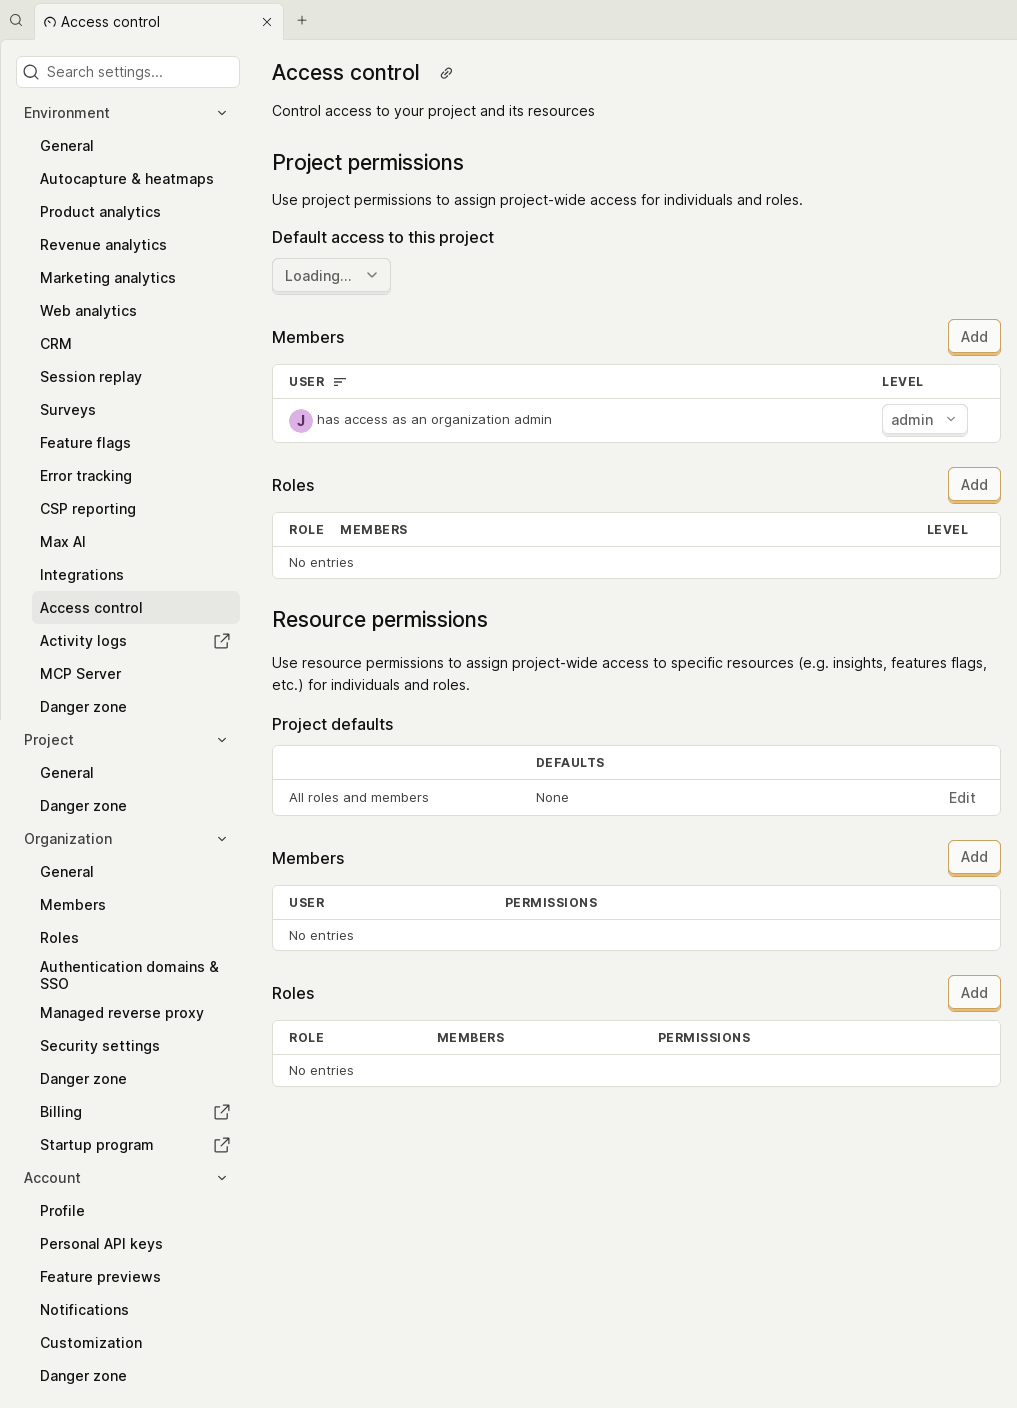 Access control
Search settings...
Environment
General
Autocapture & heatmaps
Product analytics
Revenue analytics
Marketing analytics
Web analytics
CRM
Session replay
Surveys
Feature flags
Error tracking
CSP reporting
Max AI
Integrations
Access control
Activity logs
MCP Server
Danger zone
Project
General
Danger zone
Organization
General
Members
Roles
Authentication domains &
SSO
Managed reverse proxy
Security settings
Danger zone
Billing
Startup program
Account
Profile
Personal API keys
Feature previews
Notifications
Customization
Danger zone
Access control
Control access to your project and its resources
Project permissions
Use project permissions to assign project-wide access for individuals and roles.
Default access to this project
Loading...
Members Add
USER LEVEL
J has access as an organization admin admin
Roles Add
ROLE MEMBERS LEVEL
No entries
Resource permissions
Use resource permissions to assign project-wide access to specific resources (e.g. insights, features flags,
etc.) for individuals and roles.
Project defaults
DEFAULTS
All roles and members None Edit
Members Add
USER PERMISSIONS
No entries
Roles Add
ROLE MEMBERS PERMISSIONS
No entries